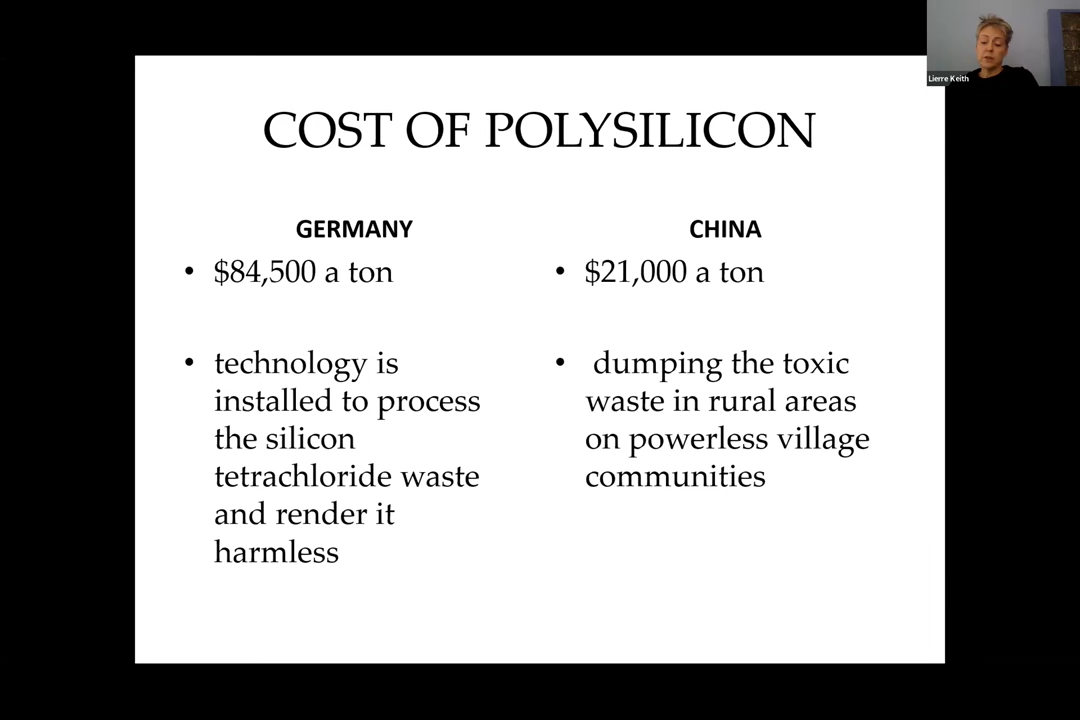 Lierre Keith
COST OF POLYSILICON
GERMANY
• $84,500 a ton
• technology is
installed to process
the silicon
tetrachloride waste
and render it
harmless
CHINA
• $21,000 a ton
• dumping the toxic
waste in rural areas
on powerless village
communities